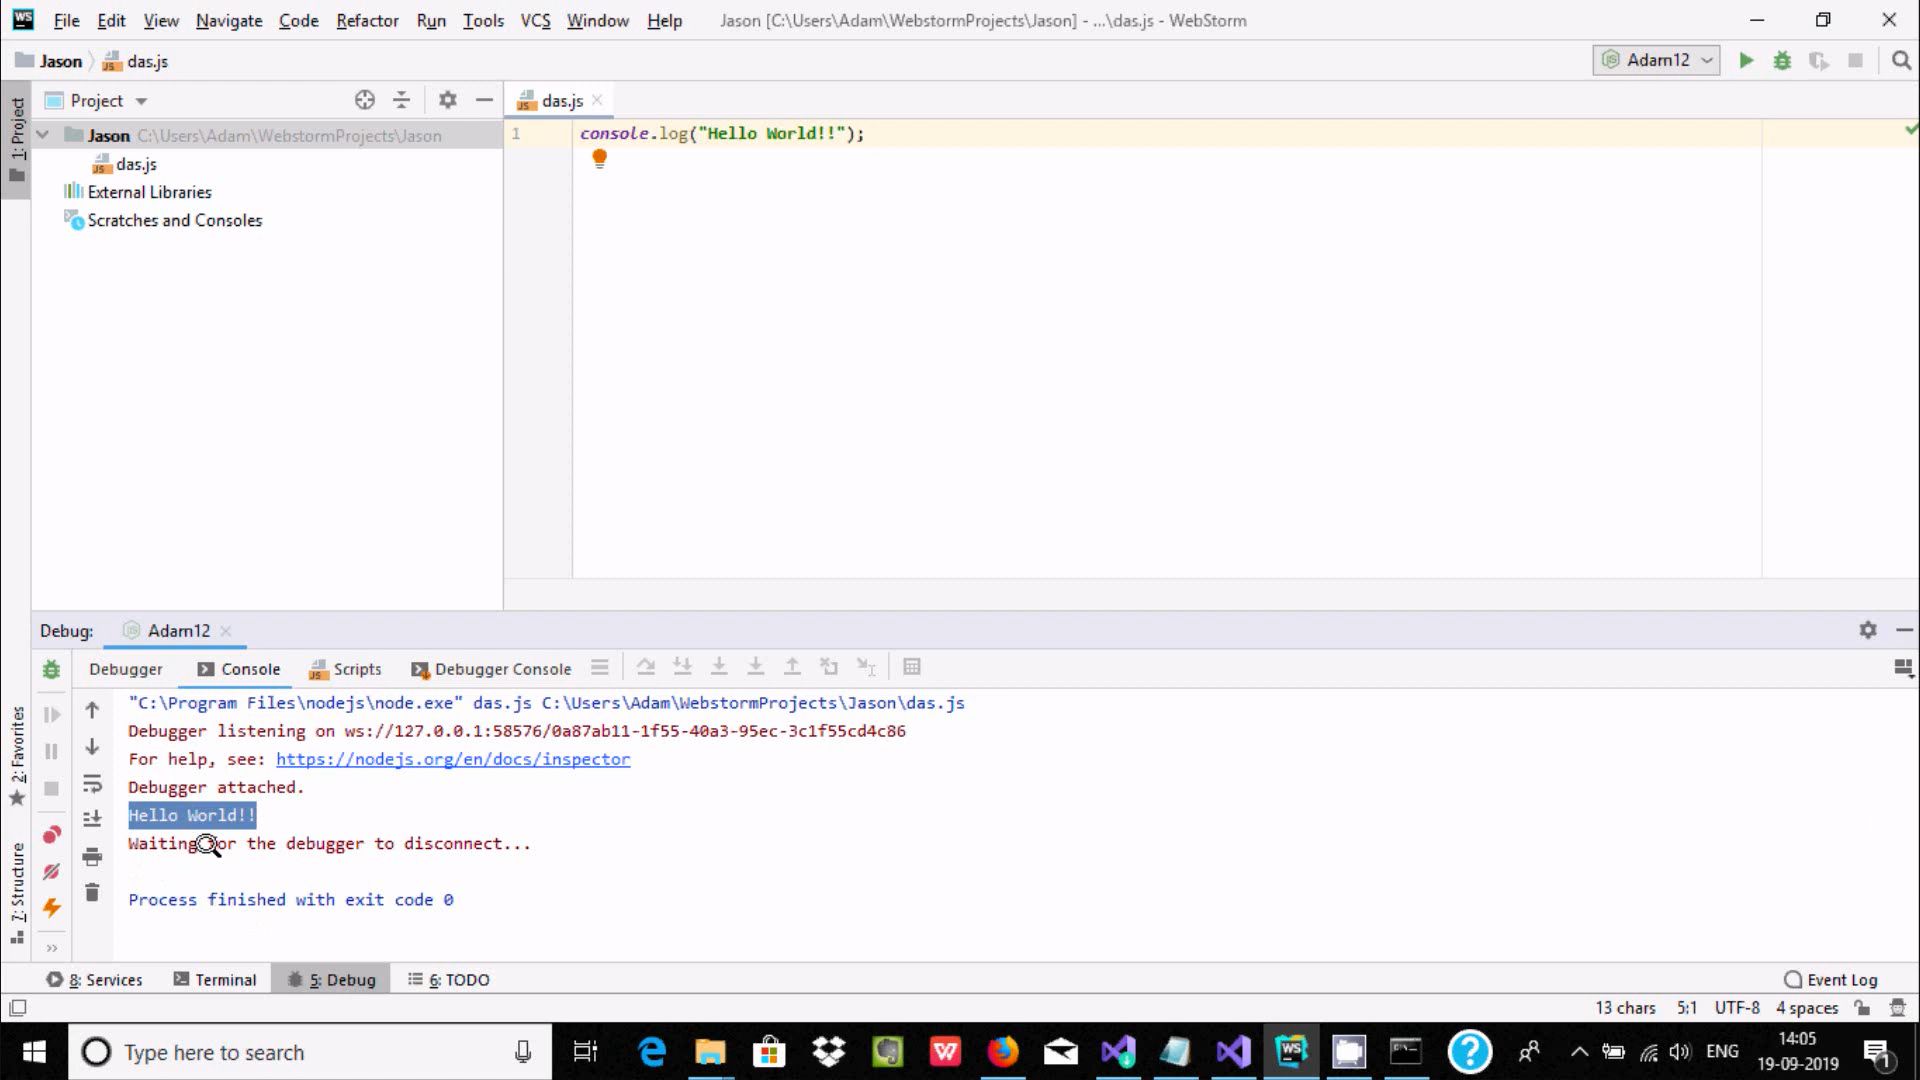 WS File Edit View Navigate Code Refactor Run Tools VCS Window Help Jason [C:\Users\Adam\WebstormProjects\Jason] - ...\das.js - WebStorm
Jason das.js Adam12
Project das.js
1: Project
Jason C:\Users\Adam\WebstormProjects\Jason
das.js
External Libraries
Scratches and Consoles
1 console.log("Hello World!!");
Debug: Adam12
Debugger Console Scripts Debugger Console
"C:\Program Files\nodejs\node.exe" das.js C:\Users\Adam\WebstormProjects\Jason\das.js
Debugger listening on ws://127.0.0.1:58576/0a87ab11-1f55-40a3-95ec-3c1f55cd4c86
For help, see: https://nodejs.org/en/docs/inspector
Debugger attached.
Hello World!!
Waiting for the debugger to disconnect...
Process finished with exit code 0
2: Favorites
7: Structure
8: Services Terminal 5: Debug 6: TODO Event Log
13 chars 5:1 UTF-8 4 spaces
Type here to search WS ENG 14:05
19-09-2019 1